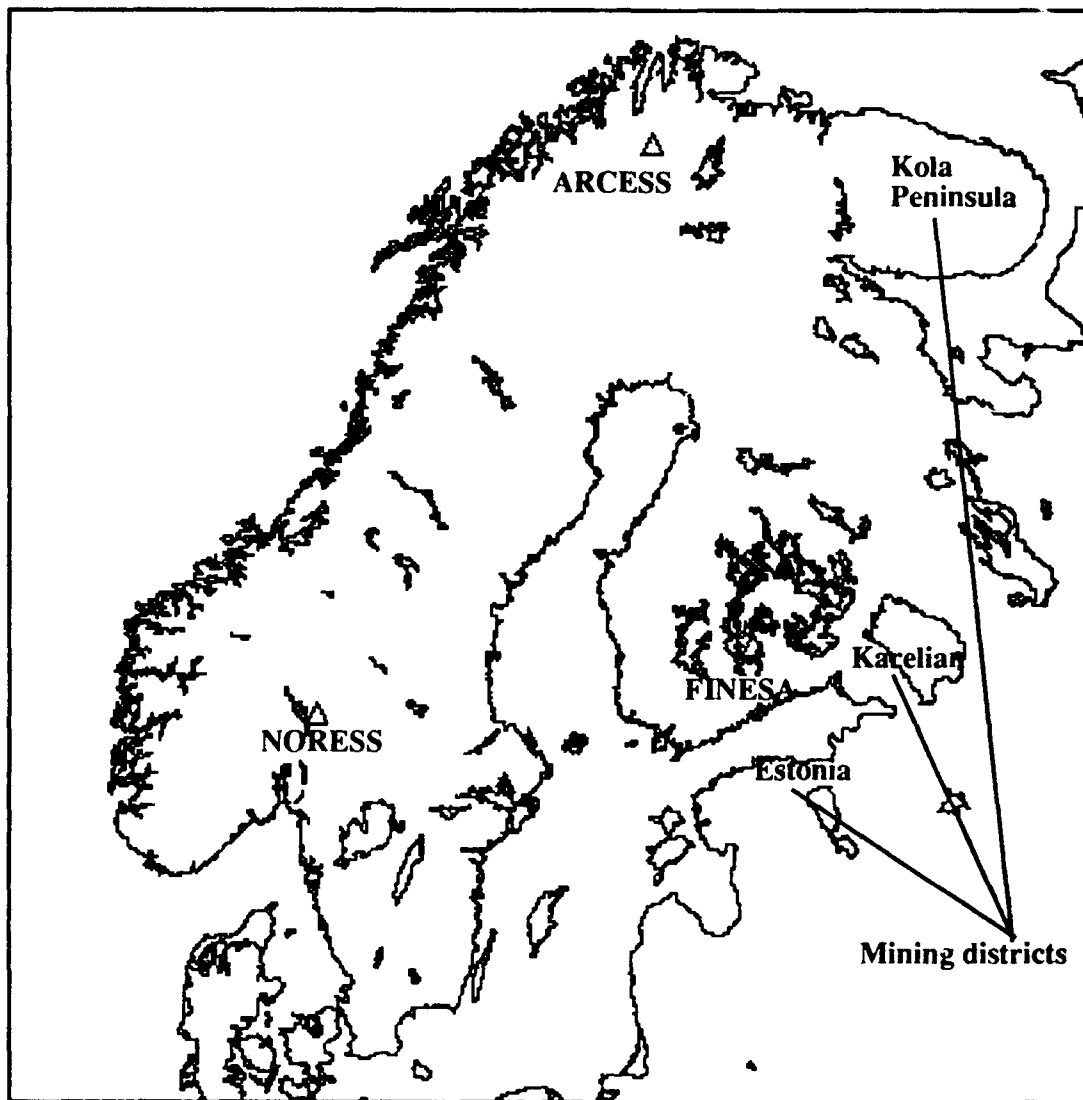 ARCESS
Kola
Peninsula
Karelian
FINESA
NORESS
Estonia
Mining districts